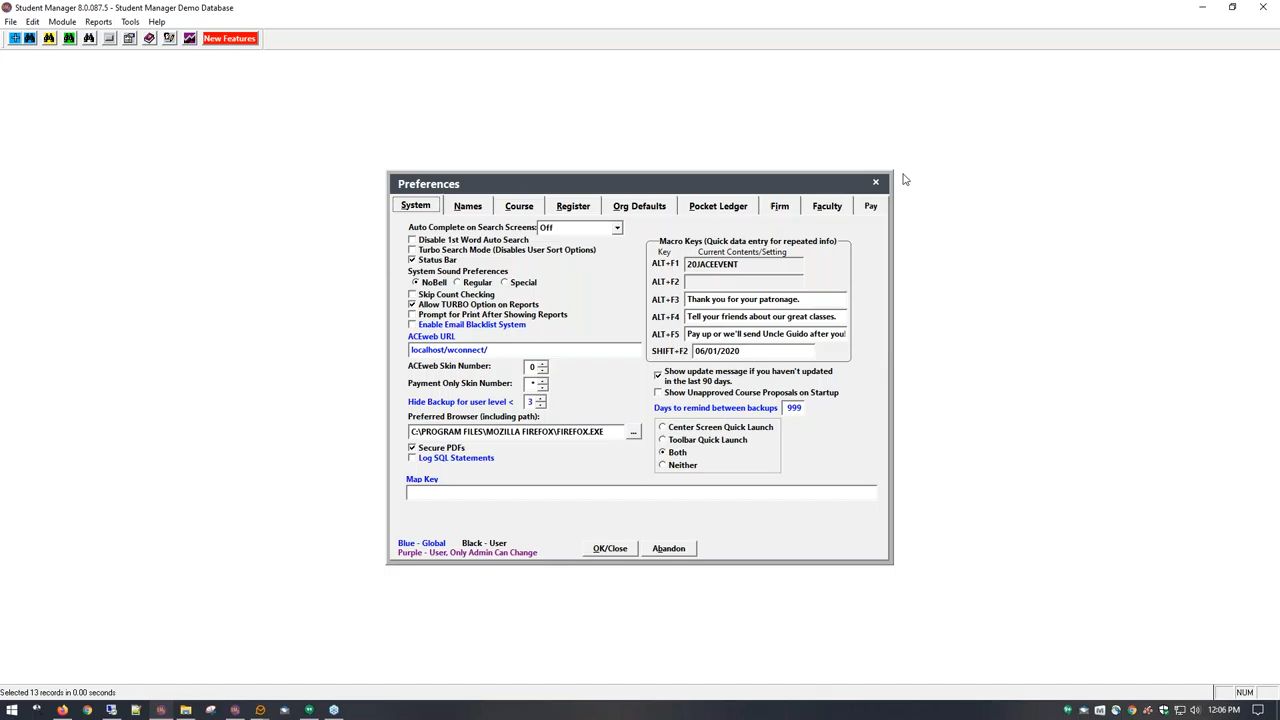 Student Manager 8.0.087.5 - Student Manager Demo Database
File Edit Module Reports Tools Help
New Features
Preferences
System Names Course Register Org Defaults Pocket Ledger Firm Faculty Pay
Auto Complete on Search Screens: Off
Disable 1st Word Auto Search
Turbo Search Mode (Disables User Sort Options)
Status Bar
System Sound Preferences
NoBell Regular Special
Skip Count Checking
Allow TURBO Option on Reports
Prompt for Print After Showing Reports
Enable Email Blacklist System
ACEweb URL
localhost/wconnect/
ACEweb Skin Number: 0
Payment Only Skin Number: *
Hide Backup for user level < 3
Preferred Browser (including path):
C:\PROGRAM FILES\MOZILLA FIREFOX\FIREFOX.EXE ...
Secure PDFs
Log SQL Statements
Map Key
Macro Keys (Quick data entry for repeated info)
Key Current Contents/Setting
ALT+F1 20JACEEVENT
ALT+F2
ALT+F3 Thank you for your patronage.
ALT+F4 Tell your friends about our great classes.
ALT+F5 Pay up or we'll send Uncle Guido after you!
SHIFT+F2 06/01/2020
Show update message if you haven't updated
in the last 90 days.
Show Unapproved Course Proposals on Startup
Days to remind between backups 999
Center Screen Quick Launch
Toolbar Quick Launch
Both
Neither
Blue - Global Black - User
Purple - User, Only Admin Can Change
OK/Close Abandon
Selected 13 records in 0.00 seconds
NUM
12:06 PM